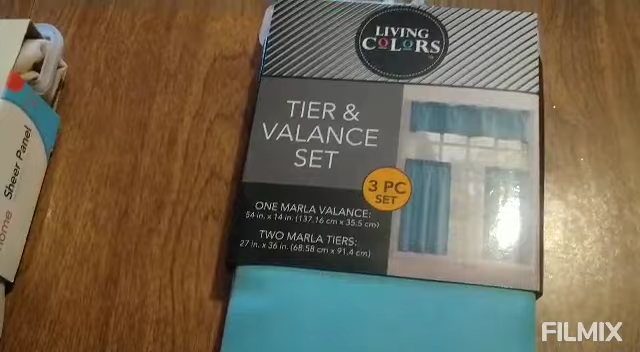 LIVING
COLORS
TIER &
VALANCE
SET
3 PC
SET
ONE MARLA VALANCE:
54 in. x 14 in. (137.16 cm x 35.5 cm)
TWO MARLA TIERS:
27 in. x 36 in. (68.58 cm x 91.4 cm)
home Sheer Panel
FILMIX